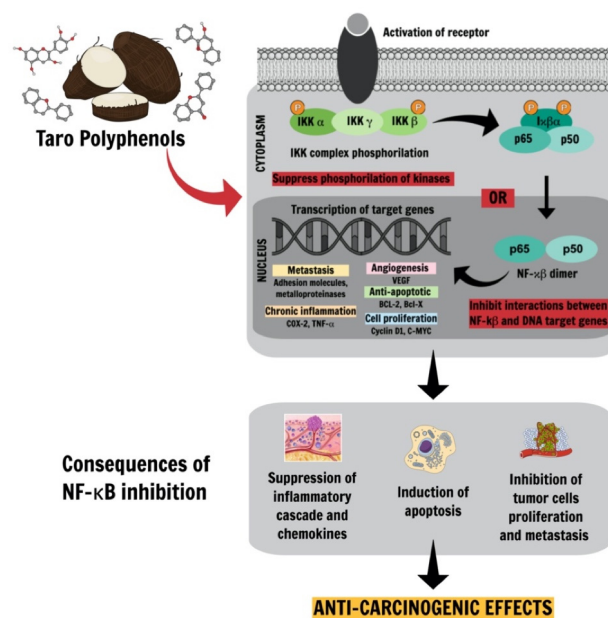 Activation of receptor
Taro Polyphenols
CYTOPLASM
P
P
IKK α
IKK γ
IKK β
IKK complex phosphorilation
P
P
Iκβα
p65
p50
Suppress phosphorilation of kinases
OR
NUCLEUS
Transcription of target genes
Metastasis
Adhesion molecules,
metalloproteinases
Chronic inflammation
COX-2, TNF-α
Angiogenesis
VEGF
Anti-apoptotic
BCL-2, Bcl-X
Cell proliferation
Cyclin D1, C-MYC
p65
p50
NF-κβ dimer
Inhibit interactions between
NF-kβ and DNA target genes
Consequences of
NF-κB inhibition
Suppression of
inflammatory
cascade and
chemokines
Induction of
apoptosis
Inhibition of
tumor cells
proliferation
and metastasis
ANTI-CARCINOGENIC EFFECTS